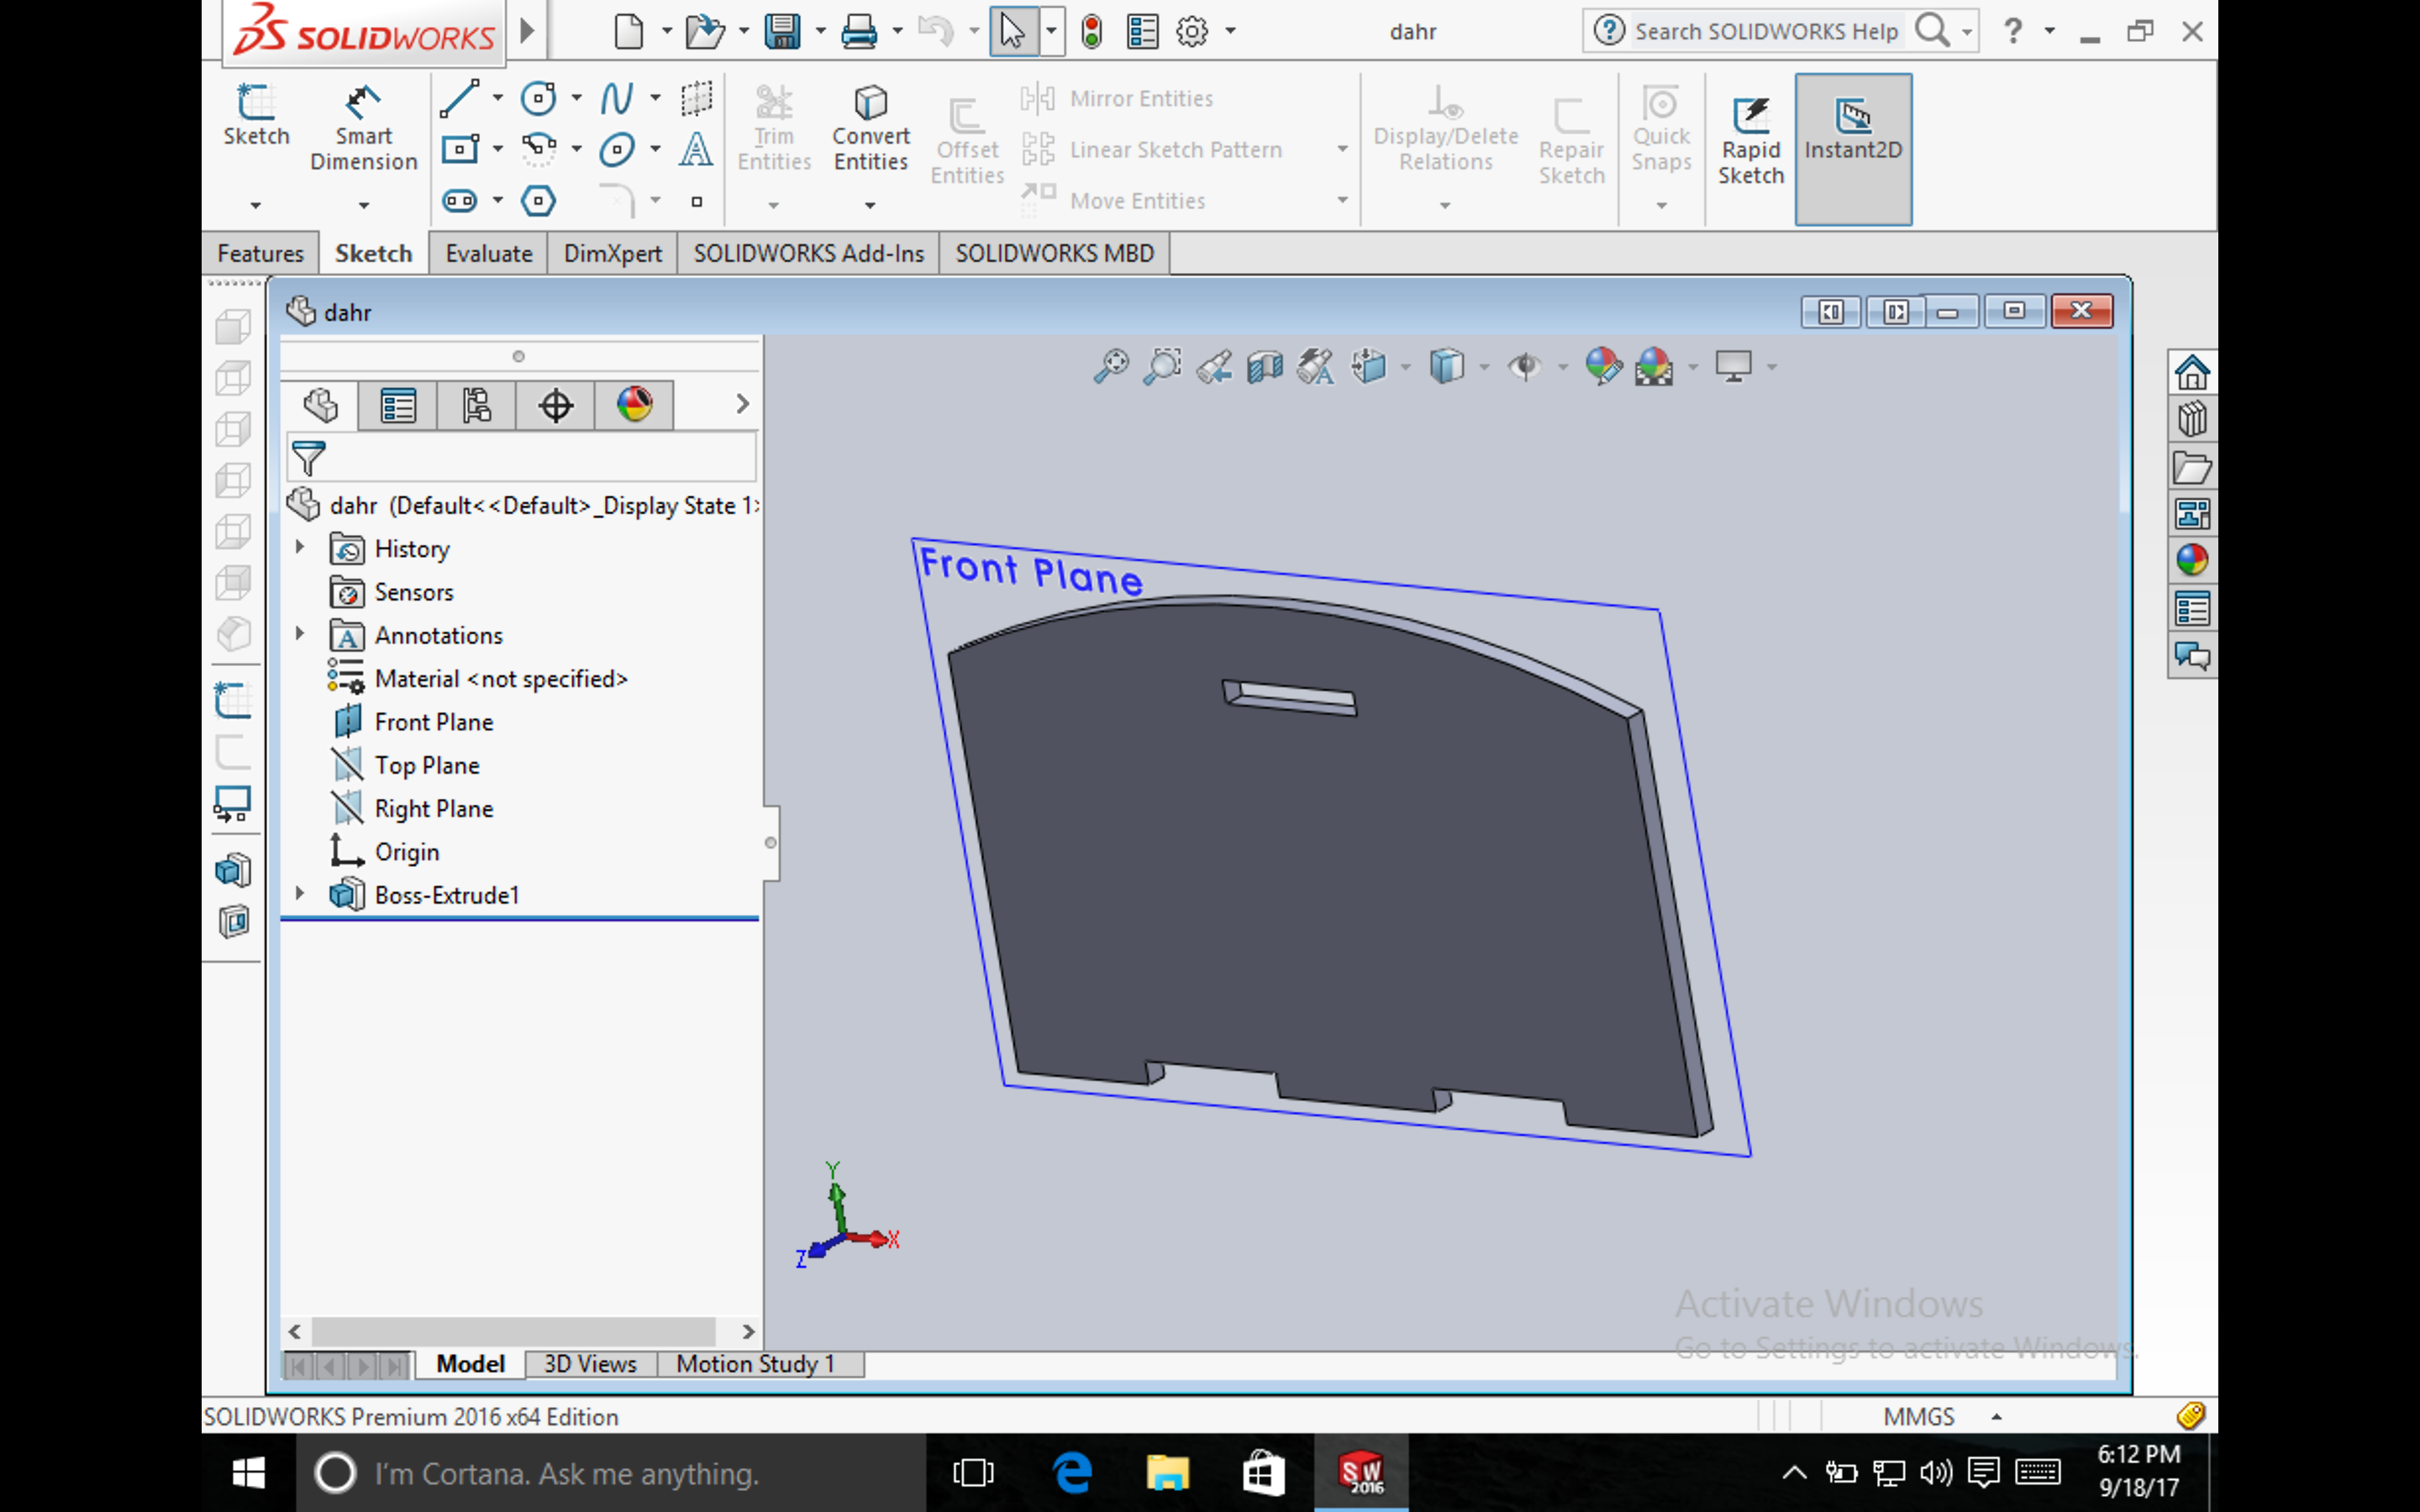 SOLIDWORKS
dahr
Search SOLIDWORKS Help
?
Sketch
Smart
Dimension
Trim
Entities
Convert
Entities
Offset
Entities
Mirror Entities
Linear Sketch Pattern
Move Entities
Display/Delete
Relations
Repair
Sketch
Quick
Snaps
Rapid
Sketch
Instant2D
Features
Sketch
Evaluate
DimXpert
SOLIDWORKS Add-Ins
SOLIDWORKS MBD
dahr
dahr (Default<<Default>_Display State 1>
History
Sensors
Annotations
Material <not specified>
Front Plane
Top Plane
Right Plane
Origin
Boss-Extrude1
Front Plane
Y
X
Z
Activate Windows
Go to Settings to activate Windows.
Model
3D Views
Motion Study 1
SOLIDWORKS Premium 2016 x64 Edition
MMGS
I'm Cortana. Ask me anything.
SW
2016
6:12 PM
9/18/17